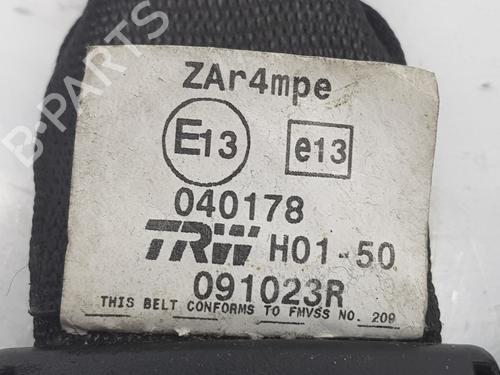 ZAr4mpe
E13 e13
040178
TRW H01-50
091023R
THIS BELT CONFORMS TO FMVSS NO. 209
B-PARTS